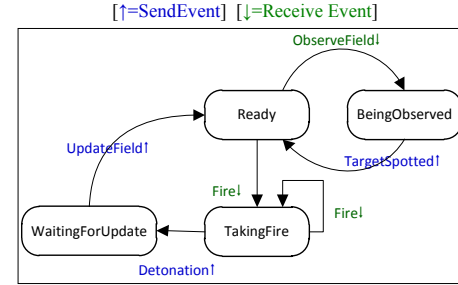 [↑=SendEvent] [↓=Receive Event]
ObserveField↓
Ready
BeingObserved
UpdateField↑
TargetSpotted↑
Fire↓
Fire↓
WaitingForUpdate
TakingFire
Detonation↑